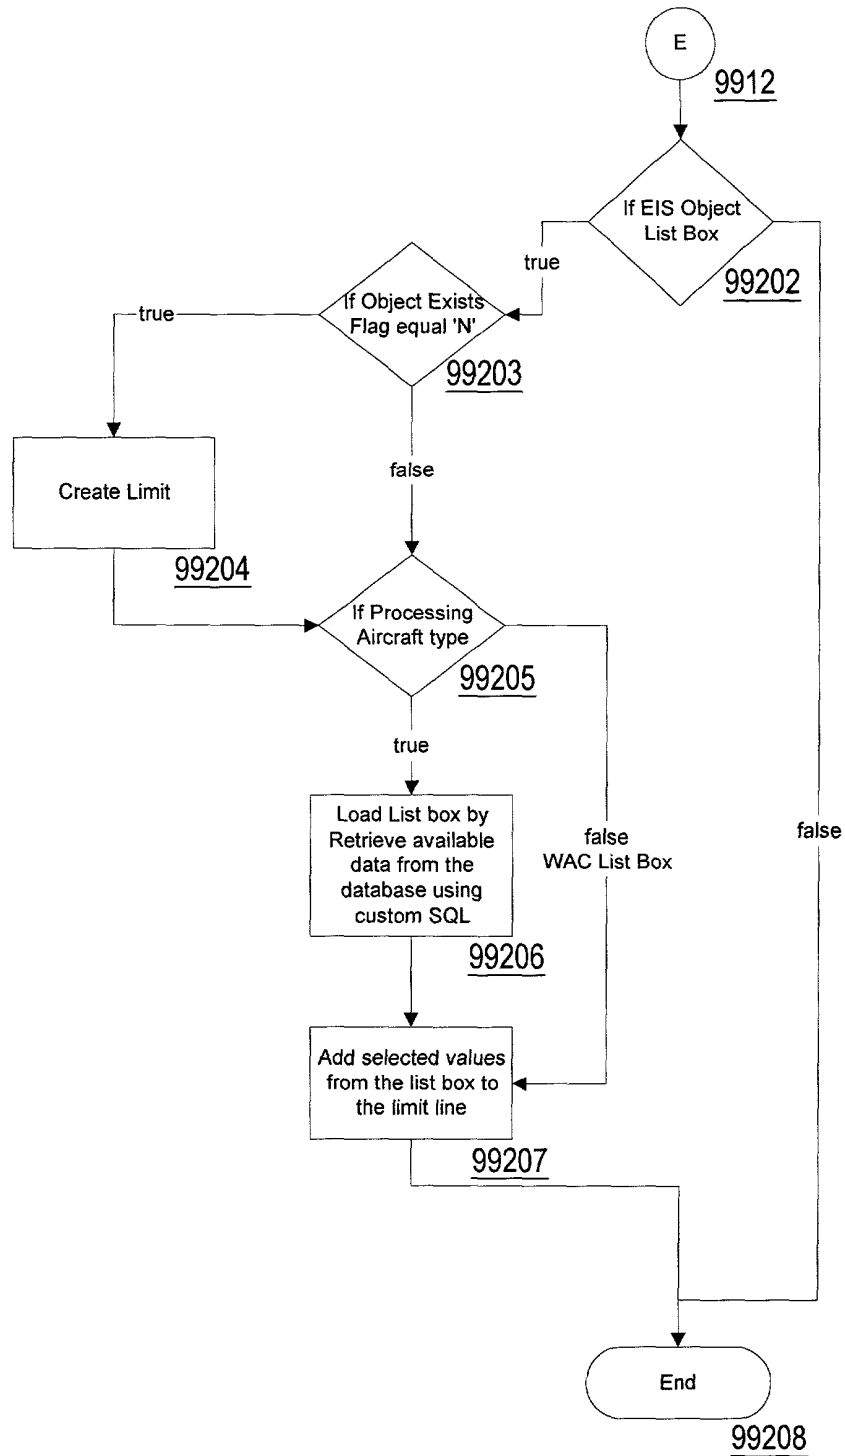 E
9912
If EIS Object
List Box
99202
true
If Object Exists
Flag equal 'N'
99203
true
Create Limit
99204
false
If Processing
Aircraft type
99205
true
Load List box by
Retrieve available
data from the
database using
custom SQL
99206
false
WAC List Box
false
Add selected values
from the list box to
the limit line
99207
End
99208